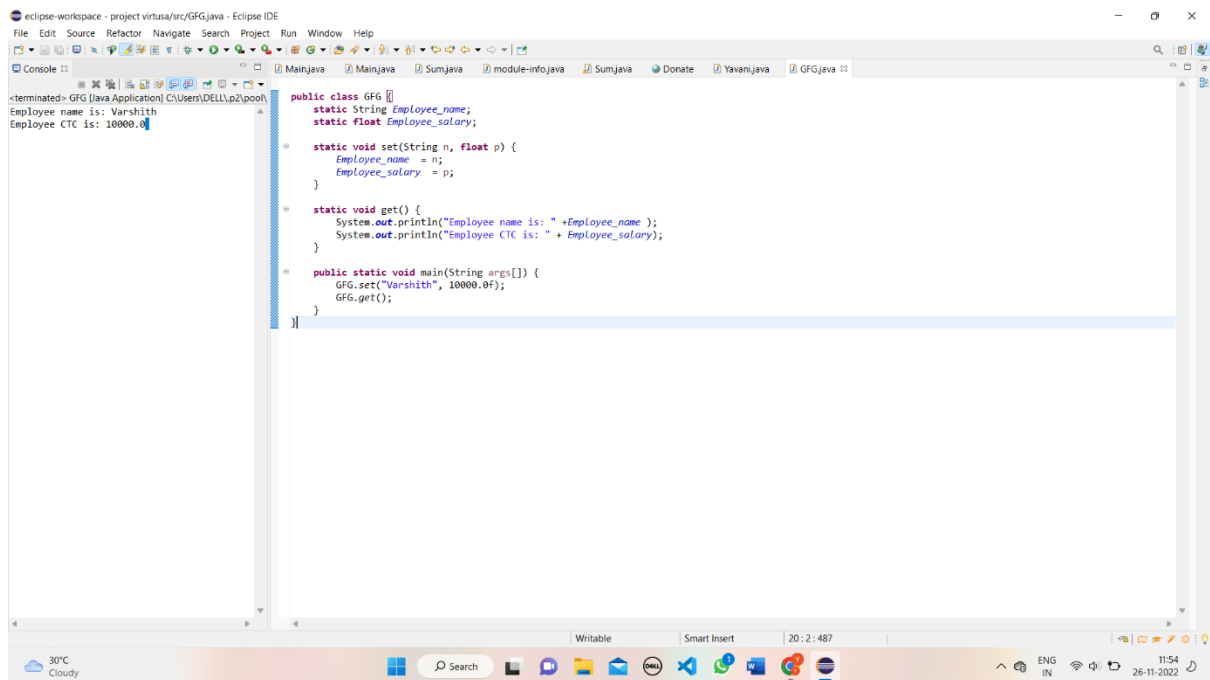 eclipse-workspace - project virtusa/src/GFG.java - Eclipse IDE
File Edit Source Refactor Navigate Search Project Run Window Help
Console
Main.java Main.java Sum.java module-info.java Sum.java Donate Yavani.java GFG.java
<terminated> GFG [Java Application] C:\Users\DELL\.p2\pool\
Employee name is: Varshith
Employee CTC is: 10000.0
public class GFG {
    static String Employee_name;
    static float Employee_salary;
    static void set(String n, float p) {
        Employee_name  = n;
        Employee_salary  = p;
    }
    static void get() {
        System.out.println("Employee name is: " +Employee_name );
        System.out.println("Employee CTC is: " + Employee_salary);
    }
    public static void main(String args[]) {
        GFG.set("Varshith", 10000.0f);
        GFG.get();
    }
}
Writable Smart Insert 20 : 2 : 487
30°C
Cloudy
Search
DELL
1
ENG
IN
11:54
26-11-2022